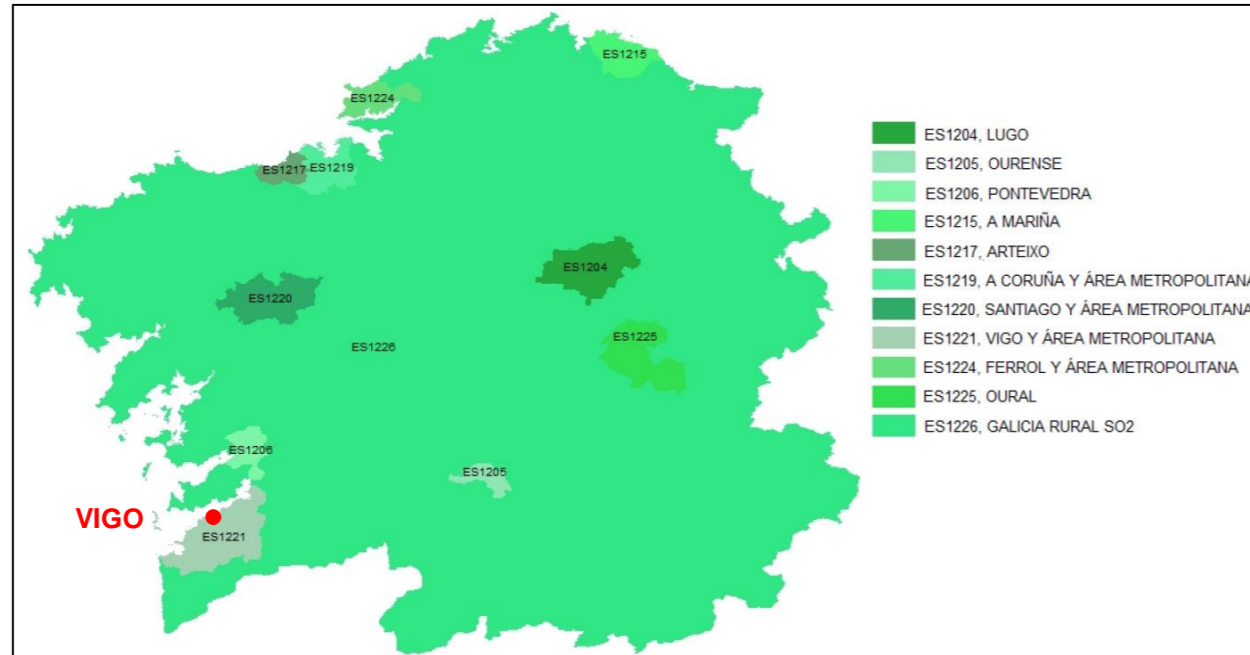 ES1215
ES1224
ES1217
ES1219
ES1204
ES1220
ES1225
ES1226
ES1206
ES1205
VIGO
ES1221
ES1204, LUGO
ES1205, OURENSE
ES1206, PONTEVEDRA
ES1215, A MARIÑA
ES1217, ARTEIXO
ES1219, A CORUÑA Y ÁREA METROPOLITANA
ES1220, SANTIAGO Y ÁREA METROPOLITANA
ES1221, VIGO Y ÁREA METROPOLITANA
ES1224, FERROL Y ÁREA METROPOLITANA
ES1225, OURAL
ES1226, GALICIA RURAL SO2